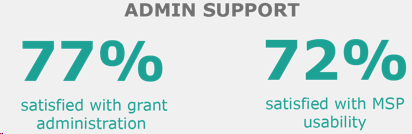 ADMIN SUPPORT
77%
satisfied with grant
administration
72%
satisfied with MSP
usability